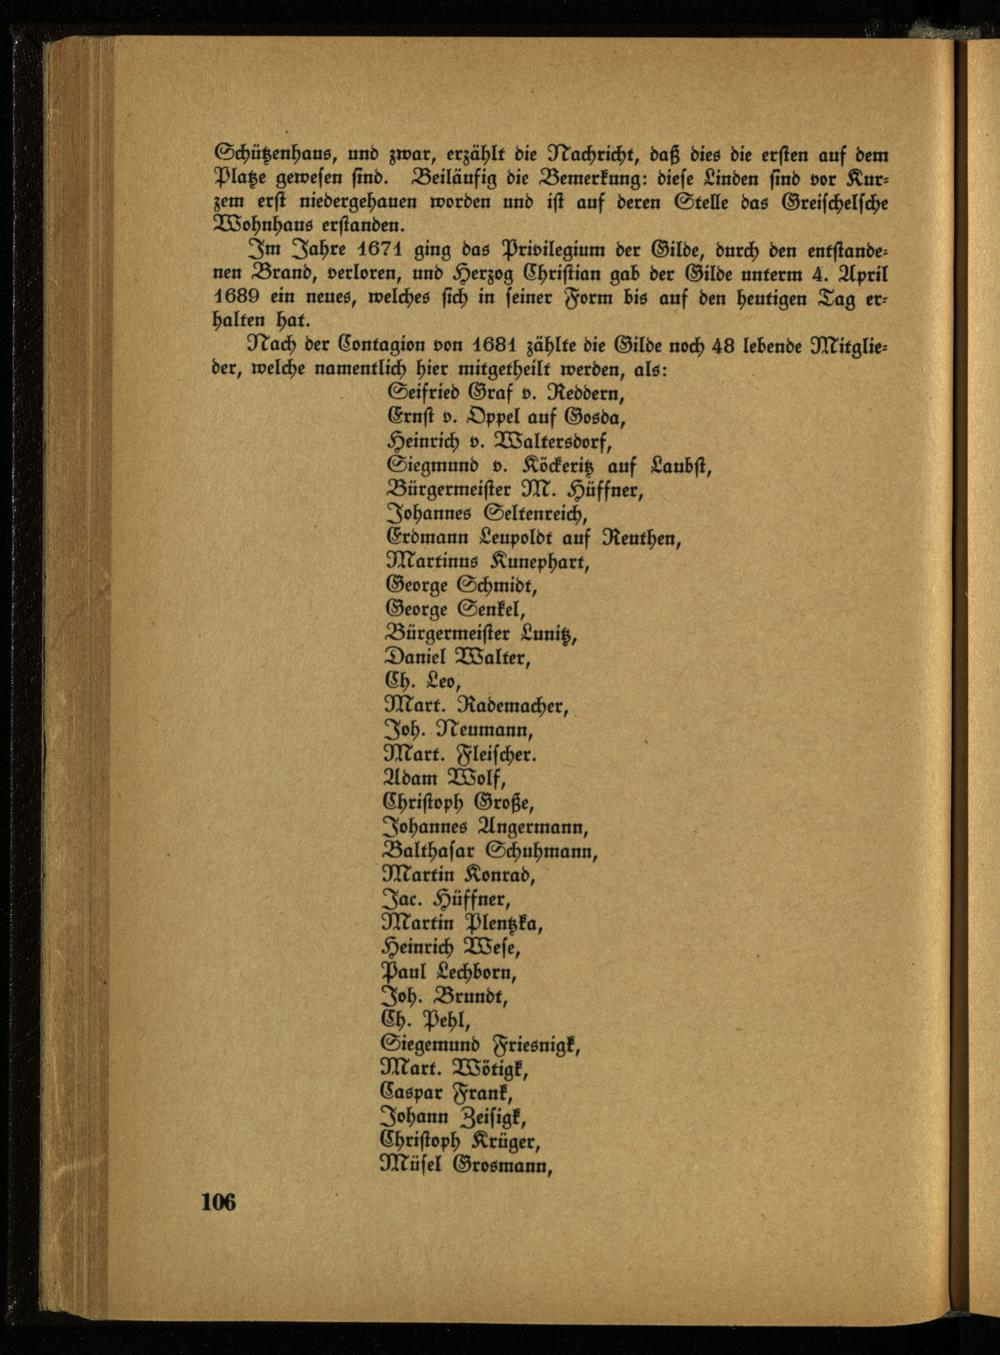 Schützenhaus, und zwar, erzählt die Nachricht, daß dies die ersten auf dem
Platze gewesen sind. Beiläufig die Bemerkung: diese Linden sind vor Kur-
zem erst niedergehauen worden und ist auf deren Stelle das Greischelsche
Wohnhaus erstanden.
Im Jahre 1671 ging das Privilegium der Gilde, durch den entstande-
nen Brand, verloren, und Herzog Christian gab der Gilde unterm 4. April
1689 ein neues, welches sich in seiner Form bis auf den heutigen Tag er-
halten hat.
Nach der Contagion von 1681 zählte die Gilde noch 48 lebende Mitglie-
der, welche namentlich hier mitgetheilt werden, als:
Seifried Graf v. Reddern,
Ernst v. Oppel auf Gosda,
Heinrich v. Waltersdorf,
Siegmund v. Köckeritz auf Laubst,
Bürgermeister M. Hüffner,
Johannes Seltenreich,
Erdmann Leupoldt auf Reuthen,
Martinus Kunephart,
George Schmidt,
George Senkel,
Bürgermeister Lunitz,
Daniel Walter,
Ch. Leo,
Mart. Rademacher,
Joh. Neumann,
Mart. Fleischer.
Adam Wolf,
Christoph Große,
Johannes Angermann,
Balthasar Schuhmann,
Martin Konrad,
Jac. Hüffner,
Martin Plentzka,
Heinrich Wese,
Paul Lechborn,
Joh. Brundt,
Ch. Pehl,
Siegemund Friesnigk,
Mart. Wötigk,
Caspar Frank,
Johann Zeisigk,
Christoph Krüger,
Müsel Grosmann,
106